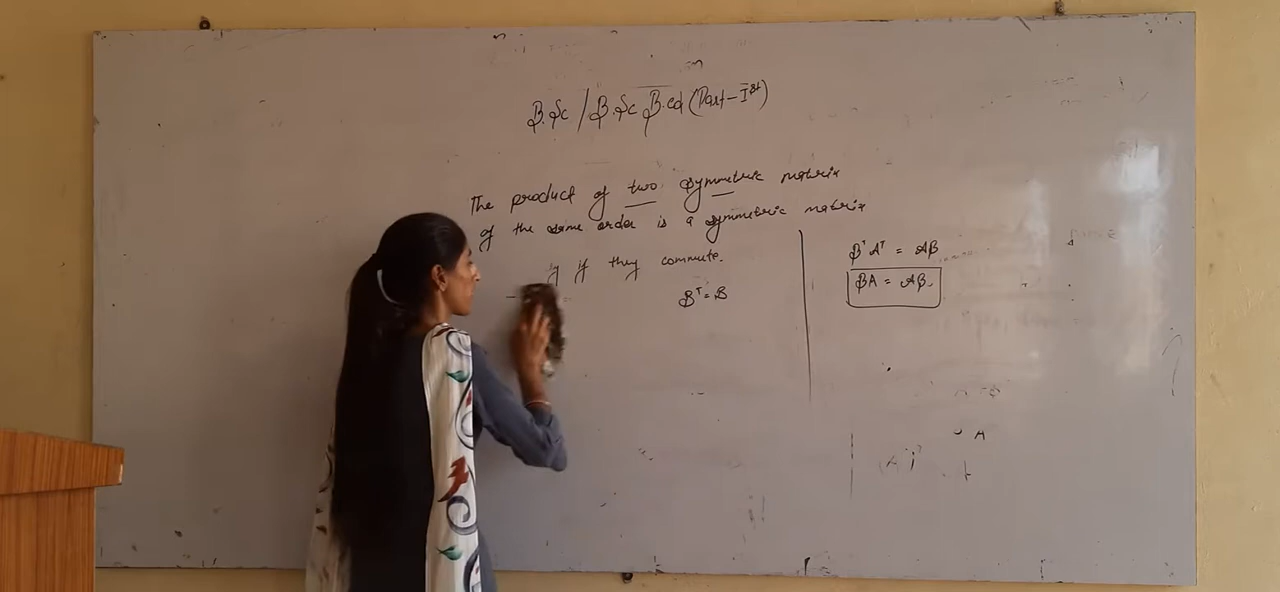 B.Sc / B.Sc B.ed (Part-Ist)
The product of two symmetric matrix
of the same order is a symmetric matrix
if they commute.
Bᵀ = B
BᵀAᵀ = AB
BA = AB
A